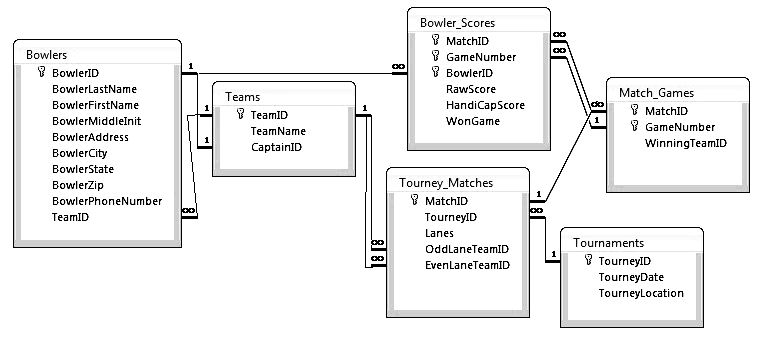 Bowlers
BowlerID
BowlerLastName
BowlerFirstName
BowlerMiddleInit
BowlerAddress
BowlerCity
BowlerState
BowlerZip
BowlerPhoneNumber
TeamID
1
∞
Teams
TeamID
TeamName
CaptainID
1
1
1
Bowler_Scores
MatchID
GameNumber
BowlerID
RawScore
HandiCapScore
WonGame
∞
∞
∞
Match_Games
MatchID
GameNumber
WinningTeamID
∞
1
Tourney_Matches
MatchID
TourneyID
Lanes
OddLaneTeamID
EvenLaneTeamID
1
∞
∞
∞
Tournaments
TourneyID
TourneyDate
TourneyLocation
1